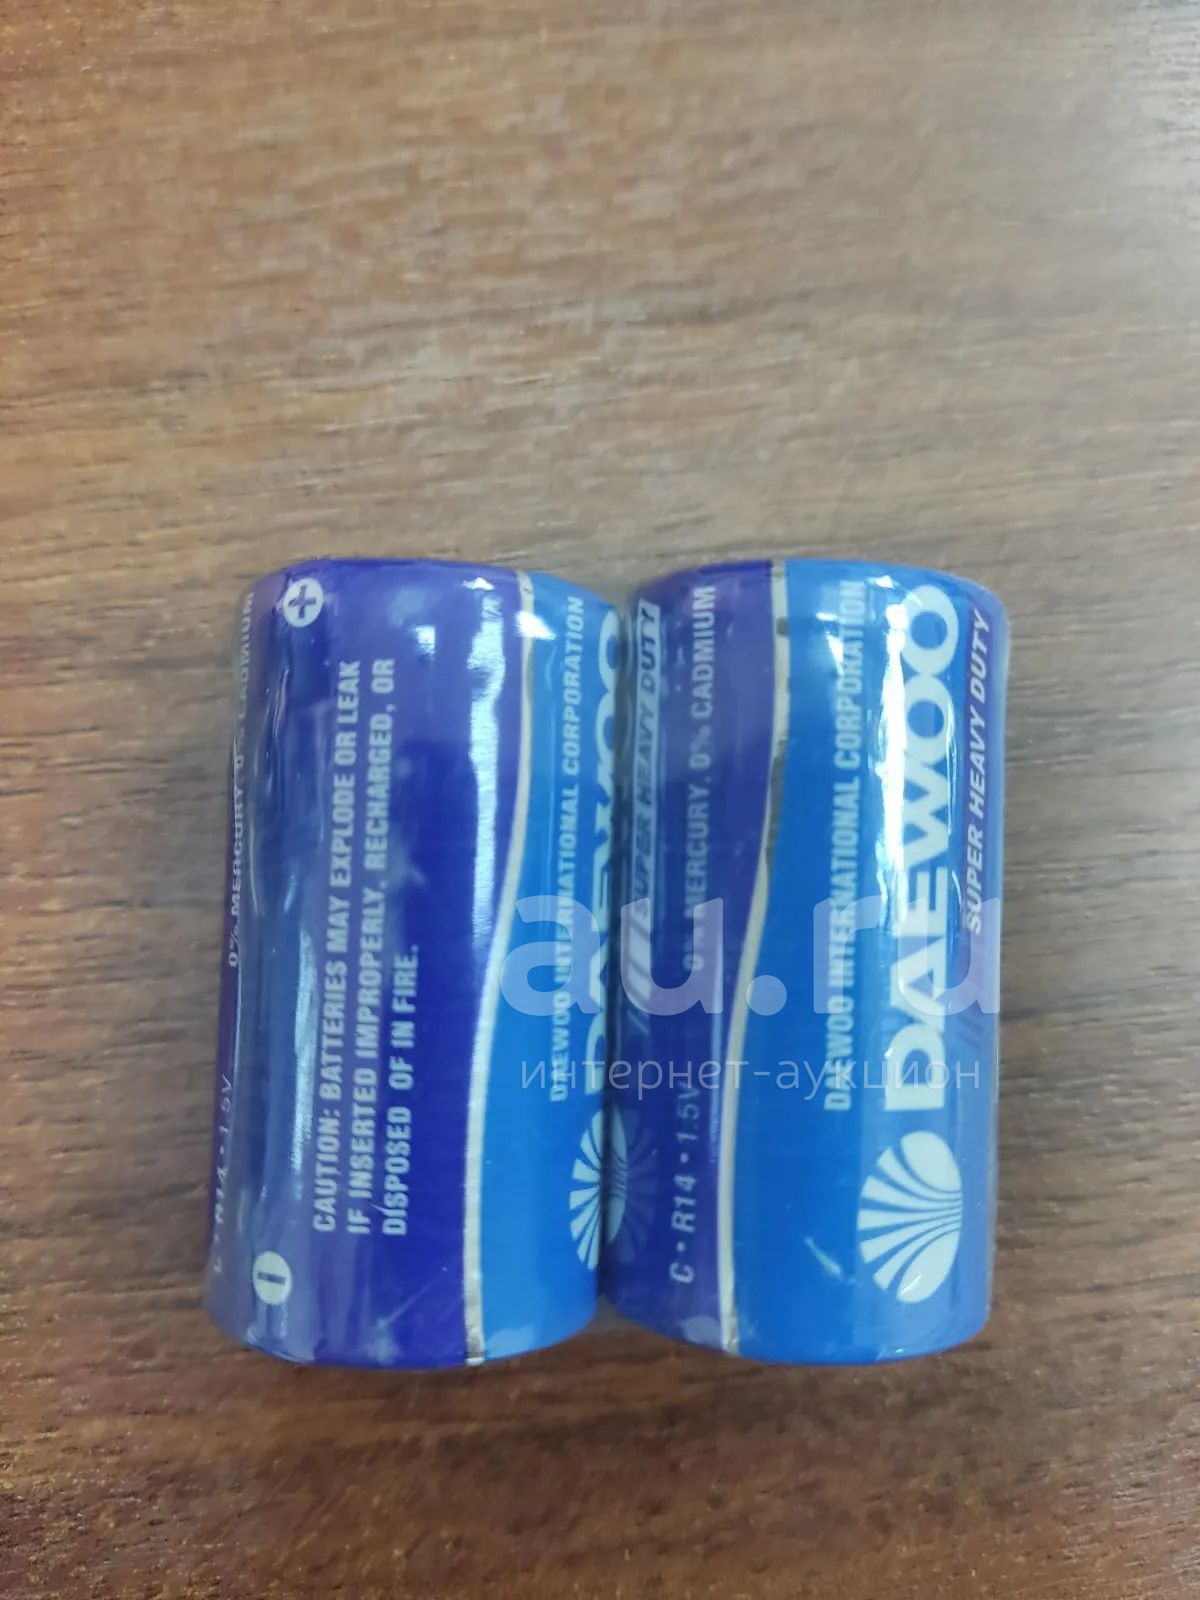 +
CAUTION: BATTERIES MAY EXPLODE OR LEAK
IF INSERTED IMPROPERLY, RECHARGED, OR
DISPOSED OF IN FIRE.
0% MERCURY, 0% CADMIUM
C • R14 • 1.5V
DAEWOO INTERNATIONAL CORPORATION
DAEWOO
SUPER HEAVY DUTY
0% MERCURY, 0% CADMIUM
C • R14 • 1.5V
DAEWOO INTERNATIONAL CORPORATION
DAEWOO
SUPER HEAVY DUTY
au.ru
интернет-аукцион